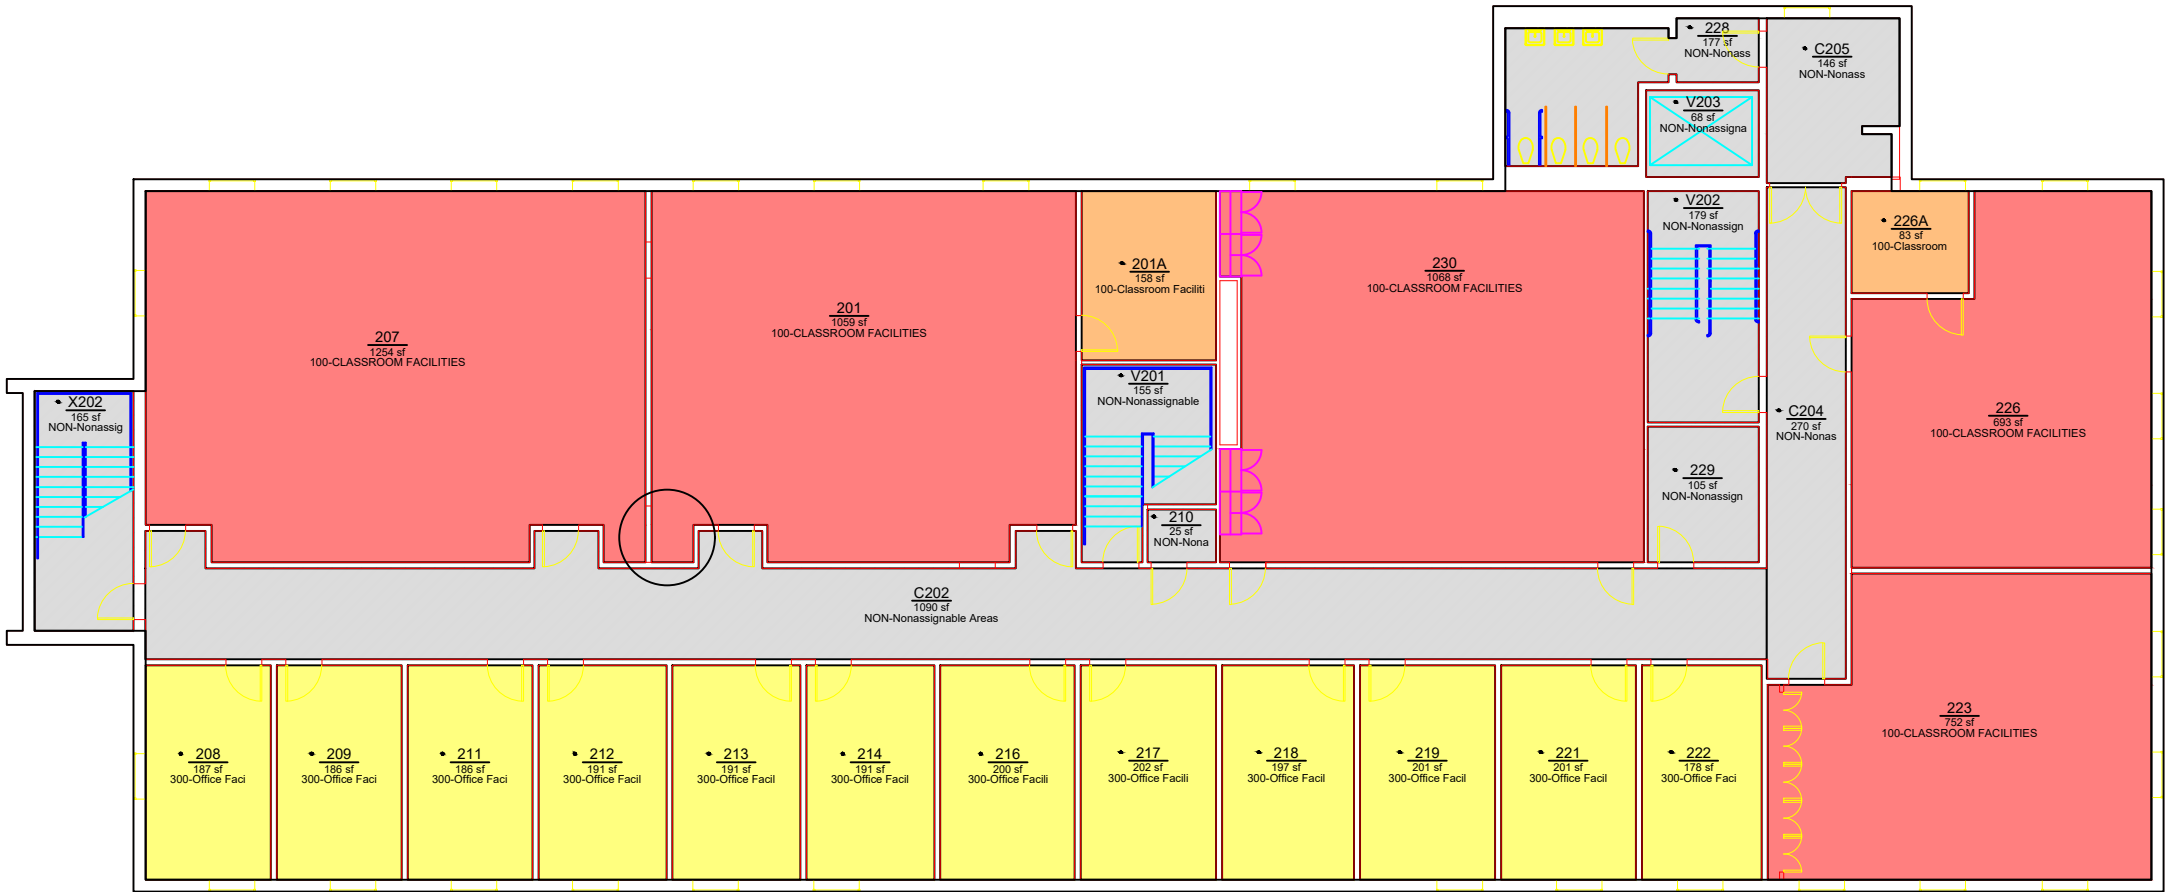 228
177 sf
NON-Nonass
C205
146 sf
NON-Nonass
V203
68 sf
NON-Nonassigna
V202
179 sf
NON-Nonassign
226A
83 sf
100-Classroom
201A
158 sf
100-Classroom Faciliti
230
1068 sf
100-CLASSROOM FACILITIES
201
1059 sf
100-CLASSROOM FACILITIES
207
1254 sf
100-CLASSROOM FACILITIES
V201
155 sf
NON-Nonassignable
X202
165 sf
NON-Nonassig
C204
270 sf
NON-Nonas
226
693 sf
100-CLASSROOM FACILITIES
229
105 sf
NON-Nonassign
210
25 sf
NON-Nona
C202
1090 sf
NON-Nonassignable Areas
223
752 sf
100-CLASSROOM FACILITIES
208
187 sf
300-Office Faci
209
186 sf
300-Office Faci
211
186 sf
300-Office Faci
212
191 sf
300-Office Facil
213
191 sf
300-Office Facil
214
191 sf
300-Office Facil
216
200 sf
300-Office Facili
217
202 sf
300-Office Facili
218
197 sf
300-Office Facil
219
201 sf
300-Office Facil
221
201 sf
300-Office Facil
222
178 sf
300-Office Faci